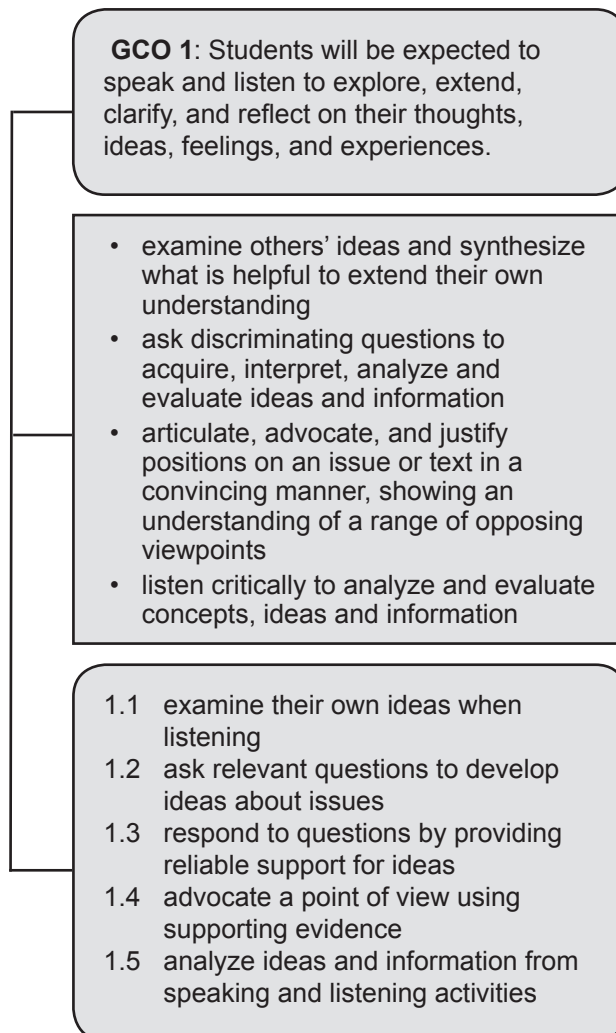 GCO 1: Students will be expected to
speak and listen to explore, extend,
clarify, and reflect on their thoughts,
ideas, feelings, and experiences.
• examine others’ ideas and synthesize
what is helpful to extend their own
understanding
• ask discriminating questions to
acquire, interpret, analyze and
evaluate ideas and information
• articulate, advocate, and justify
positions on an issue or text in a
convincing manner, showing an
understanding of a range of opposing
viewpoints
• listen critically to analyze and evaluate
concepts, ideas and information
1.1 examine their own ideas when
listening
1.2 ask relevant questions to develop
ideas about issues
1.3 respond to questions by providing
reliable support for ideas
1.4 advocate a point of view using
supporting evidence
1.5 analyze ideas and information from
speaking and listening activities